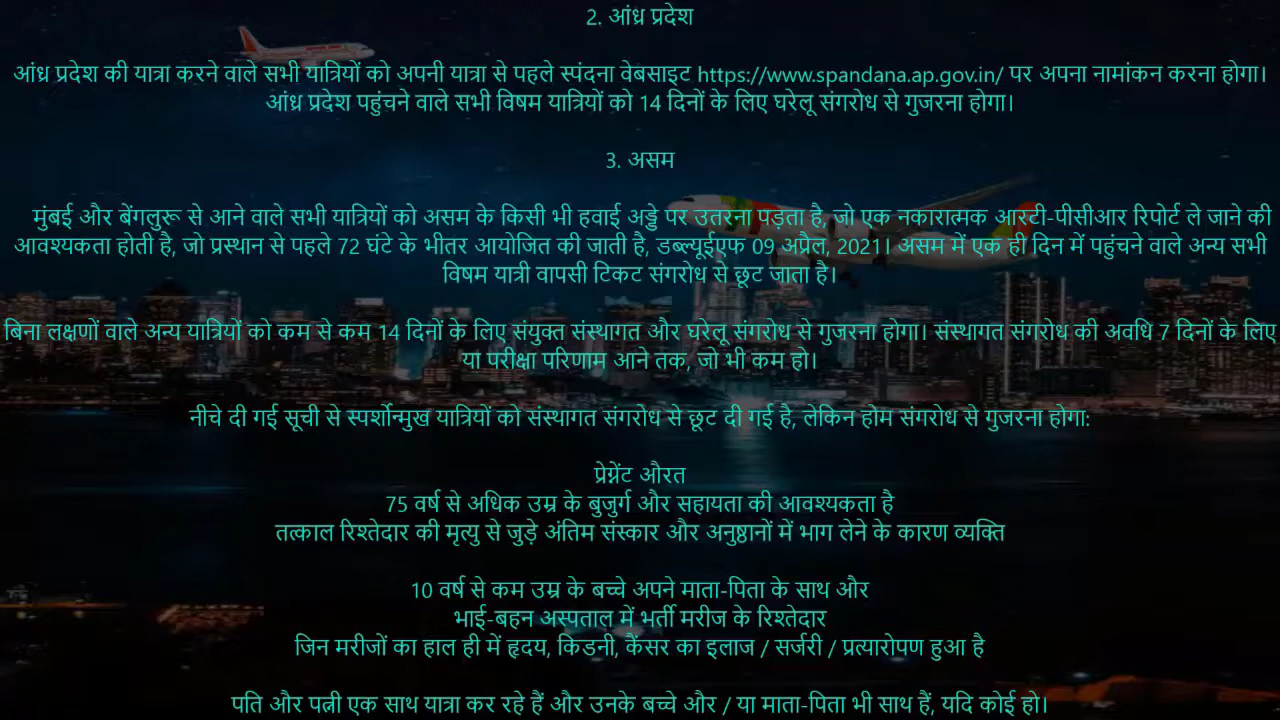 2. आंध्र प्रदेश
आंध्र प्रदेश की यात्रा करने वाले सभी यात्रियों को अपनी यात्रा से पहले स्पंदना वेबसाइट https://www.spandana.ap.gov.in/ पर अपना नामांकन करना होगा।
आंध्र प्रदेश पहुंचने वाले सभी विषम यात्रियों को 14 दिनों के लिए घरेलू संगरोध से गुजरना होगा।
3. असम
मुंबई और बेंगलुरू से आने वाले सभी यात्रियों को असम के किसी भी हवाई अड्डे पर उतरना पड़ता है, जो एक नकारात्मक आरटी-पीसीआर रिपोर्ट ले जाने की
आवश्यकता होती है, जो प्रस्थान से पहले 72 घंटे के भीतर आयोजित की जाती है, डब्ल्यूईएफ 09 अप्रैल, 2021। असम में एक ही दिन में पहुंचने वाले अन्य सभी
विषम यात्री वापसी टिकट संगरोध से छूट जाता है।
बिना लक्षणों वाले अन्य यात्रियों को कम से कम 14 दिनों के लिए संयुक्त संस्थागत और घरेलू संगरोध से गुजरना होगा। संस्थागत संगरोध की अवधि 7 दिनों के लिए
या परीक्षा परिणाम आने तक, जो भी कम हो।
नीचे दी गई सूची से स्पर्शोन्मुख यात्रियों को संस्थागत संगरोध से छूट दी गई है, लेकिन होम संगरोध से गुजरना होगा:
प्रेग्नेंट औरत
75 वर्ष से अधिक उम्र के बुजुर्ग और सहायता की आवश्यकता है
तत्काल रिश्तेदार की मृत्यु से जुड़े अंतिम संस्कार और अनुष्ठानों में भाग लेने के कारण व्यक्ति
10 वर्ष से कम उम्र के बच्चे अपने माता-पिता के साथ और
भाई-बहन अस्पताल में भर्ती मरीज के रिश्तेदार
जिन मरीजों का हाल ही में हृदय, किडनी, कैंसर का इलाज / सर्जरी / प्रत्यारोपण हुआ है
पति और पत्नी एक साथ यात्रा कर रहे हैं और उनके बच्चे और / या माता-पिता भी साथ हैं, यदि कोई हो।